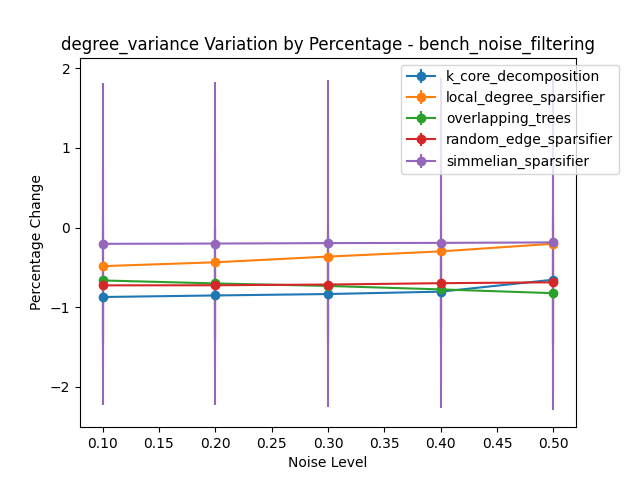 degree_variance Variation by Percentage - bench_noise_filtering
k_core_decomposition
local_degree_sparsifier
overlapping_trees
random_edge_sparsifier
simmelian_sparsifier
Percentage Change
2
1
0
−1
−2
0.10 0.15 0.20 0.25 0.30 0.35 0.40 0.45 0.50
Noise Level